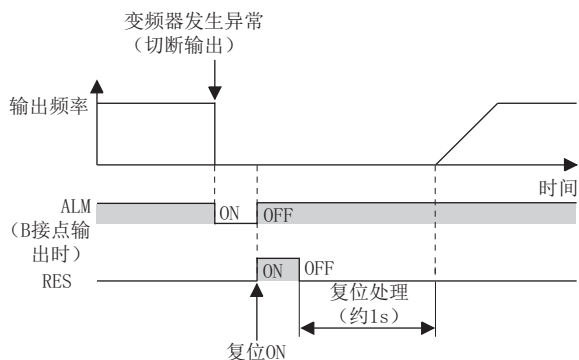 变频器发生异常
（切断输出）
输出频率
时间
ALM
（B接点输
出时）
ON
OFF
RES
ON
OFF
复位处理
（约1s）
复位ON